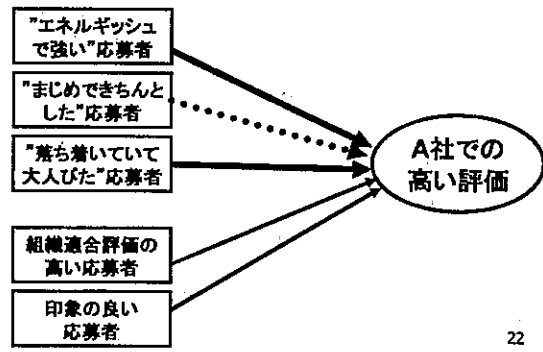 "エネルギッシュ
で強い"応募者
"まじめできちんと
した"応募者
"落ち着いていて
大人びた"応募者
組織適合評価の
高い応募者
印象の良い
応募者
A社での
高い評価
22